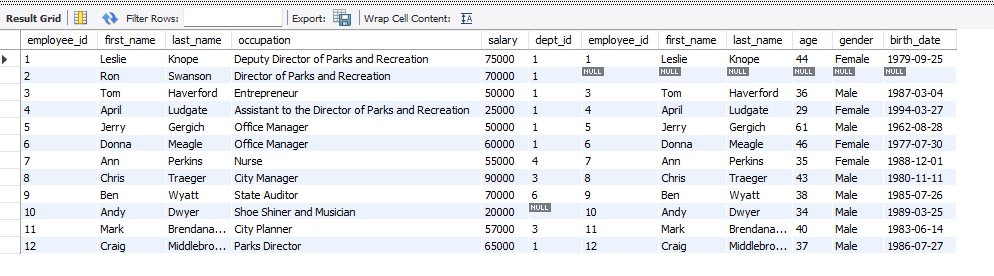 Result Grid Filter Rows: Export: Wrap Cell Content:
employee_id first_name last_name occupation salary dept_id employee_id first_name last_name age gender birth_date
1 Leslie Knope Deputy Director of Parks and Recreation 75000 1 1 Leslie Knope 44 Female 1979-09-25
2 Ron Swanson Director of Parks and Recreation 70000 1 NULL NULL NULL NULL NULL NULL
3 Tom Haverford Entrepreneur 50000 1 3 Tom Haverford 36 Male 1987-03-04
4 April Ludgate Assistant to the Director of Parks and Recreation 25000 1 4 April Ludgate 29 Female 1994-03-27
5 Jerry Gergich Office Manager 50000 1 5 Jerry Gergich 61 Male 1962-08-28
6 Donna Meagle Office Manager 60000 1 6 Donna Meagle 46 Female 1977-07-30
7 Ann Perkins Nurse 55000 4 7 Ann Perkins 35 Female 1988-12-01
8 Chris Traeger City Manager 90000 3 8 Chris Traeger 43 Male 1980-11-11
9 Ben Wyatt State Auditor 70000 6 9 Ben Wyatt 38 Male 1985-07-26
10 Andy Dwyer Shoe Shiner and Musician 20000 NULL 10 Andy Dwyer 34 Male 1989-03-25
11 Mark Brendana... City Planner 57000 3 11 Mark Brendana... 40 Male 1983-06-14
12 Craig Middlebro... Parks Director 65000 1 12 Craig Middlebro... 37 Male 1986-07-27